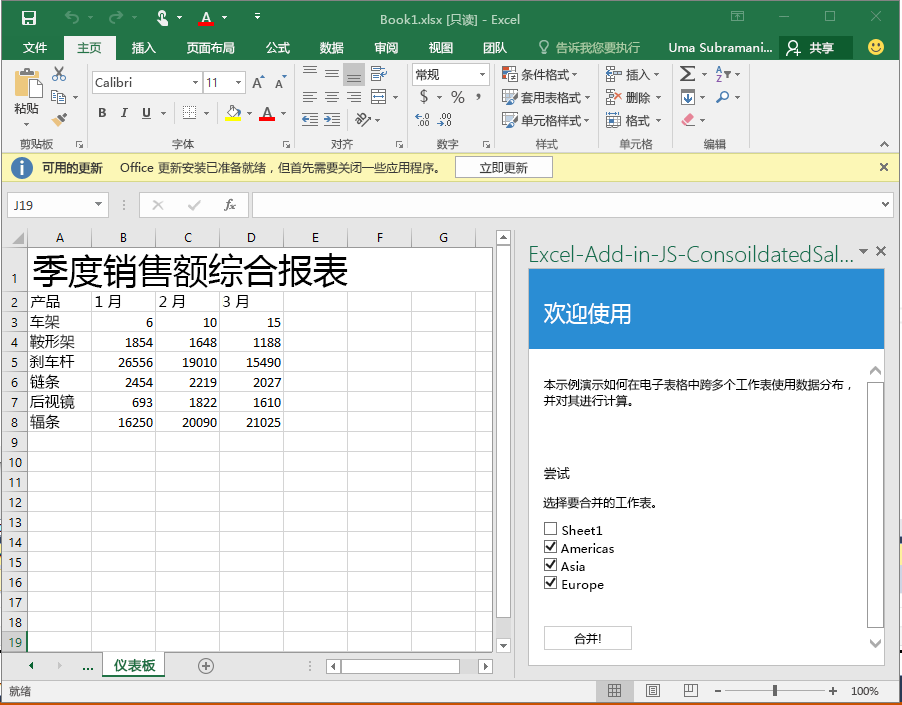 Book1.xlsx [只读] - Excel
文件 主页 插入 页面布局 公式 数据 审阅 视图 团队 告诉我您要执行 Uma Subramani... 共享
粘贴 Calibri 11 常规 条件格式 插入
B I U $ % , 套用表格格式 删除
单元格样式 格式
剪贴板 字体 对齐 数字 样式 单元格 编辑
可用的更新 Office 更新安装已准备就绪，但首先需要关闭一些应用程序。 立即更新
J19 fx
A B C D E F G
1 季度销售额综合报表
2 产品 1 月 2 月 3 月
3 车架 6 10 15
4 鞍形架 1854 1648 1188
5 刹车杆 26556 19010 15490
6 链条 2454 2219 2027
7 后视镜 693 1822 1610
8 辐条 16250 20090 21025
9
10
11
12
13
14
15
16
17
18
19
Excel-Add-in-JS-ConsoildatedSal...
欢迎使用
本示例演示如何在电子表格中跨多个工作表使用数据分布，
并对其进行计算。
尝试
选择要合并的工作表。
Sheet1
Americas
Asia
Europe
合并!
... 仪表板
就绪 100%